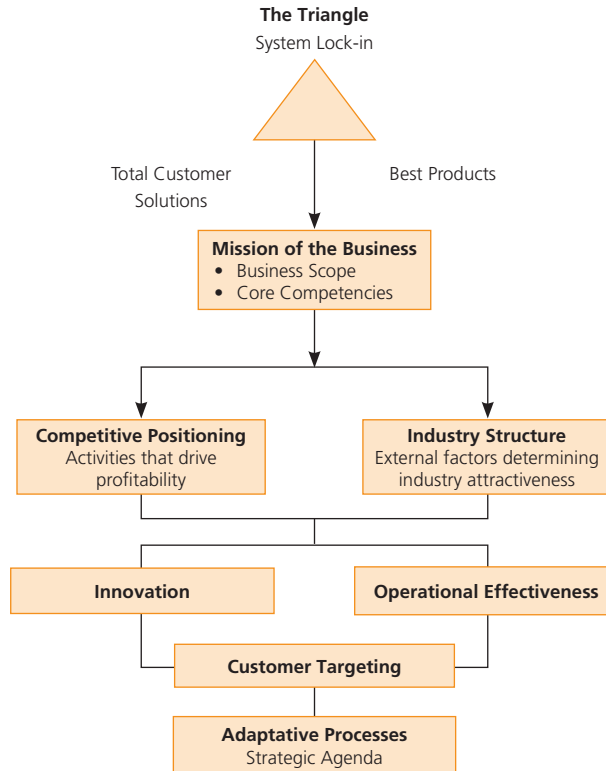 The Triangle
System Lock-in
Total Customer
Solutions
Best Products
Mission of the Business
• Business Scope
• Core Competencies
Competitive Positioning
Activities that drive
profitability
Industry Structure
External factors determining
industry attractiveness
Innovation
Operational Effectiveness
Customer Targeting
Adaptative Processes
Strategic Agenda